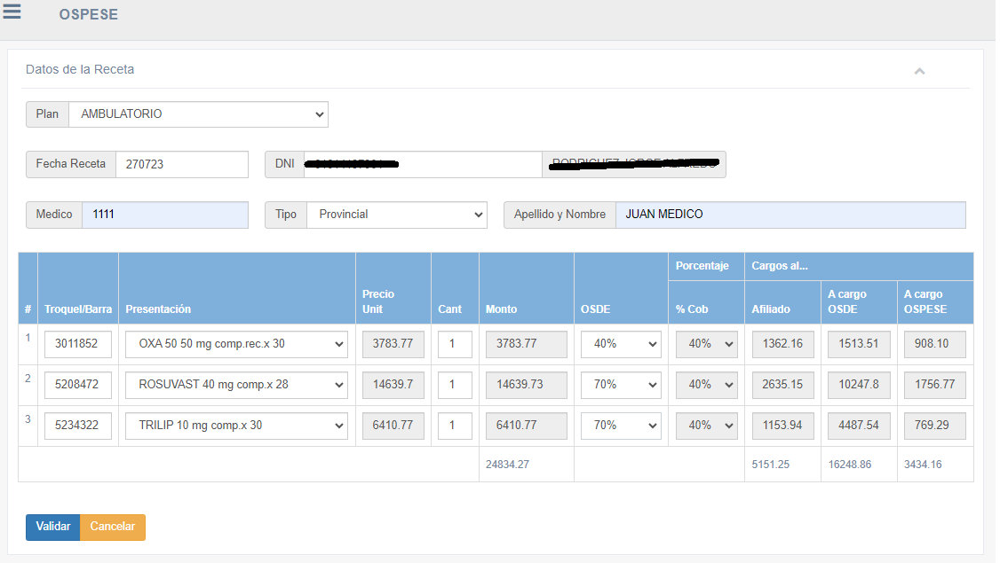 OSPESE
Datos de la Receta
Plan AMBULATORIO
Fecha Receta 270723 DNI
Medico 1111 Tipo Provincial Apellido y Nombre JUAN MEDICO
Porcentaje Cargos al...
# Troquel/Barra Presentación Precio Unit Cant Monto OSDE % Cob Afiliado A cargo OSDE A cargo OSPESE
1 3011852 OXA 50 50 mg comp.rec.x 30 3783.77 1 3783.77 40% 40% 1362.16 1513.51 908.10
2 5208472 ROSUVAST 40 mg comp.x 28 14639.7 1 14639.73 70% 40% 2635.15 10247.8 1756.77
3 5234322 TRILIP 10 mg comp.x 30 6410.77 1 6410.77 70% 40% 1153.94 4487.54 769.29
24834.27 5151.25 16248.86 3434.16
Validar Cancelar